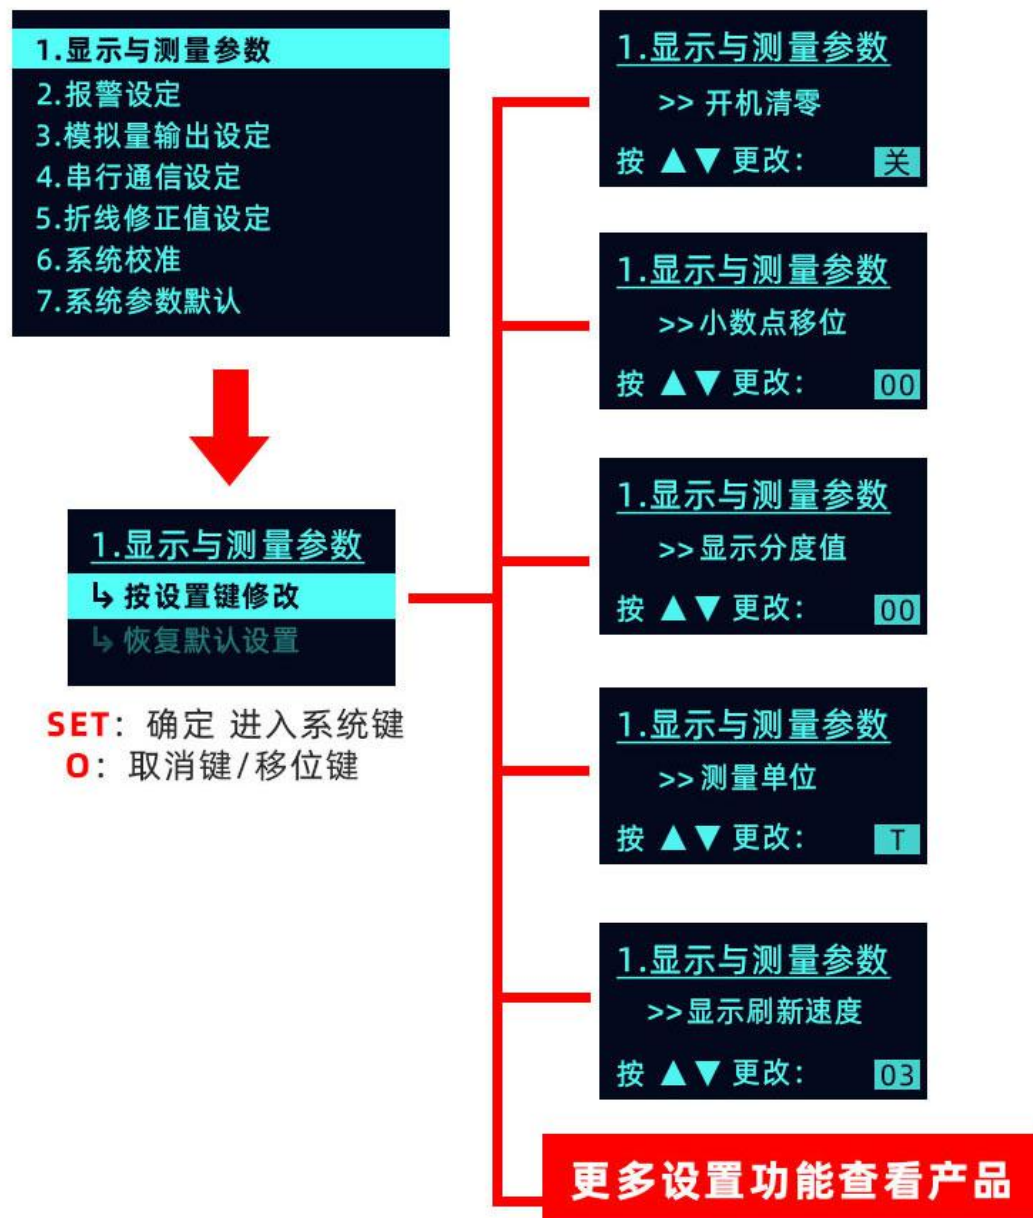 1.显示与测量参数
2.报警设定
3.模拟量输出设定
4.串行通信设定
5.折线修正值设定
6.系统校准
7.系统参数默认
1.显示与测量参数
↳ 按设置键修改
↳ 恢复默认设置
SET：确定 进入系统键
O：取消键/移位键
1.显示与测量参数
>> 开机清零
按 ▲▼ 更改： 关
1.显示与测量参数
>>小数点移位
按 ▲▼ 更改： 00
1.显示与测量参数
>>显示分度值
按 ▲▼ 更改： 00
1.显示与测量参数
>>测量单位
按 ▲▼ 更改： T
1.显示与测量参数
>>显示刷新速度
按 ▲▼ 更改： 03
更多设置功能查看产品